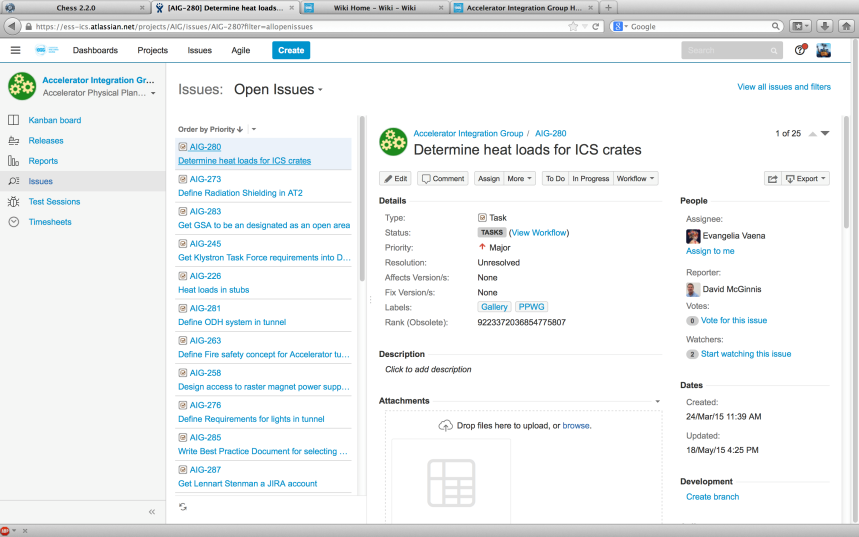 Chess 2.2.0
[AIG-280] Determine heat loads...
Wiki Home - Wiki - Wiki
Accelerator Integration Group H...
https://ess-ics.atlassian.net/projects/AIG/issues/AIG-280?filter=allopenissues
Google
Dashboards Projects Issues Agile Create
Search
Accelerator Integration Gr...
Accelerator Physical Plan...
Kanban board
Releases
Reports
Issues
Test Sessions
Timesheets
Issues: Open Issues
View all issues and filters
Order by Priority
AIG-280
Determine heat loads for ICS crates
AIG-273
Define Radiation Shielding in AT2
AIG-283
Get GSA to be an designated as an open area
AIG-245
Get Klystron Task Force requirements into D...
AIG-226
Heat loads in stubs
AIG-281
Define ODH system in tunnel
AIG-263
Define Fire safety concept for Accelerator tu...
AIG-258
Design access to raster magnet power supp...
AIG-276
Define Requirements for lights in tunnel
AIG-285
Write Best Practice Document for selecting ...
AIG-287
Get Lennart Stenman a JIRA account
Accelerator Integration Group / AIG-280
Determine heat loads for ICS crates
1 of 25
Edit Comment Assign More To Do In Progress Workflow Export
Details
Type: Task
Status: TASKS (View Workflow)
Priority: Major
Resolution: Unresolved
Affects Version/s: None
Fix Version/s: None
Labels: Gallery PPWG
Rank (Obsolete): 9223372036854775807
Description
Click to add description
Attachments
Drop files here to upload, or browse.
People
Assignee:
Evangelia Vaena
Assign to me
Reporter:
David McGinnis
Votes:
0 Vote for this issue
Watchers:
2 Start watching this issue
Dates
Created:
24/Mar/15 11:39 AM
Updated:
18/May/15 4:25 PM
Development
Create branch